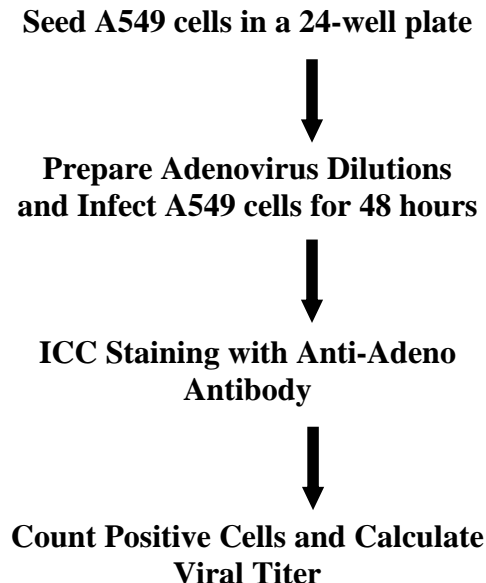 Seed A549 cells in a 24-well plate
Prepare Adenovirus Dilutions
and Infect A549 cells for 48 hours
ICC Staining with Anti-Adeno
Antibody
Count Positive Cells and Calculate
Viral Titer